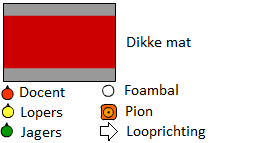 Dikke mat
Docent Foambal
Lopers Pion
Jagers Looprichting